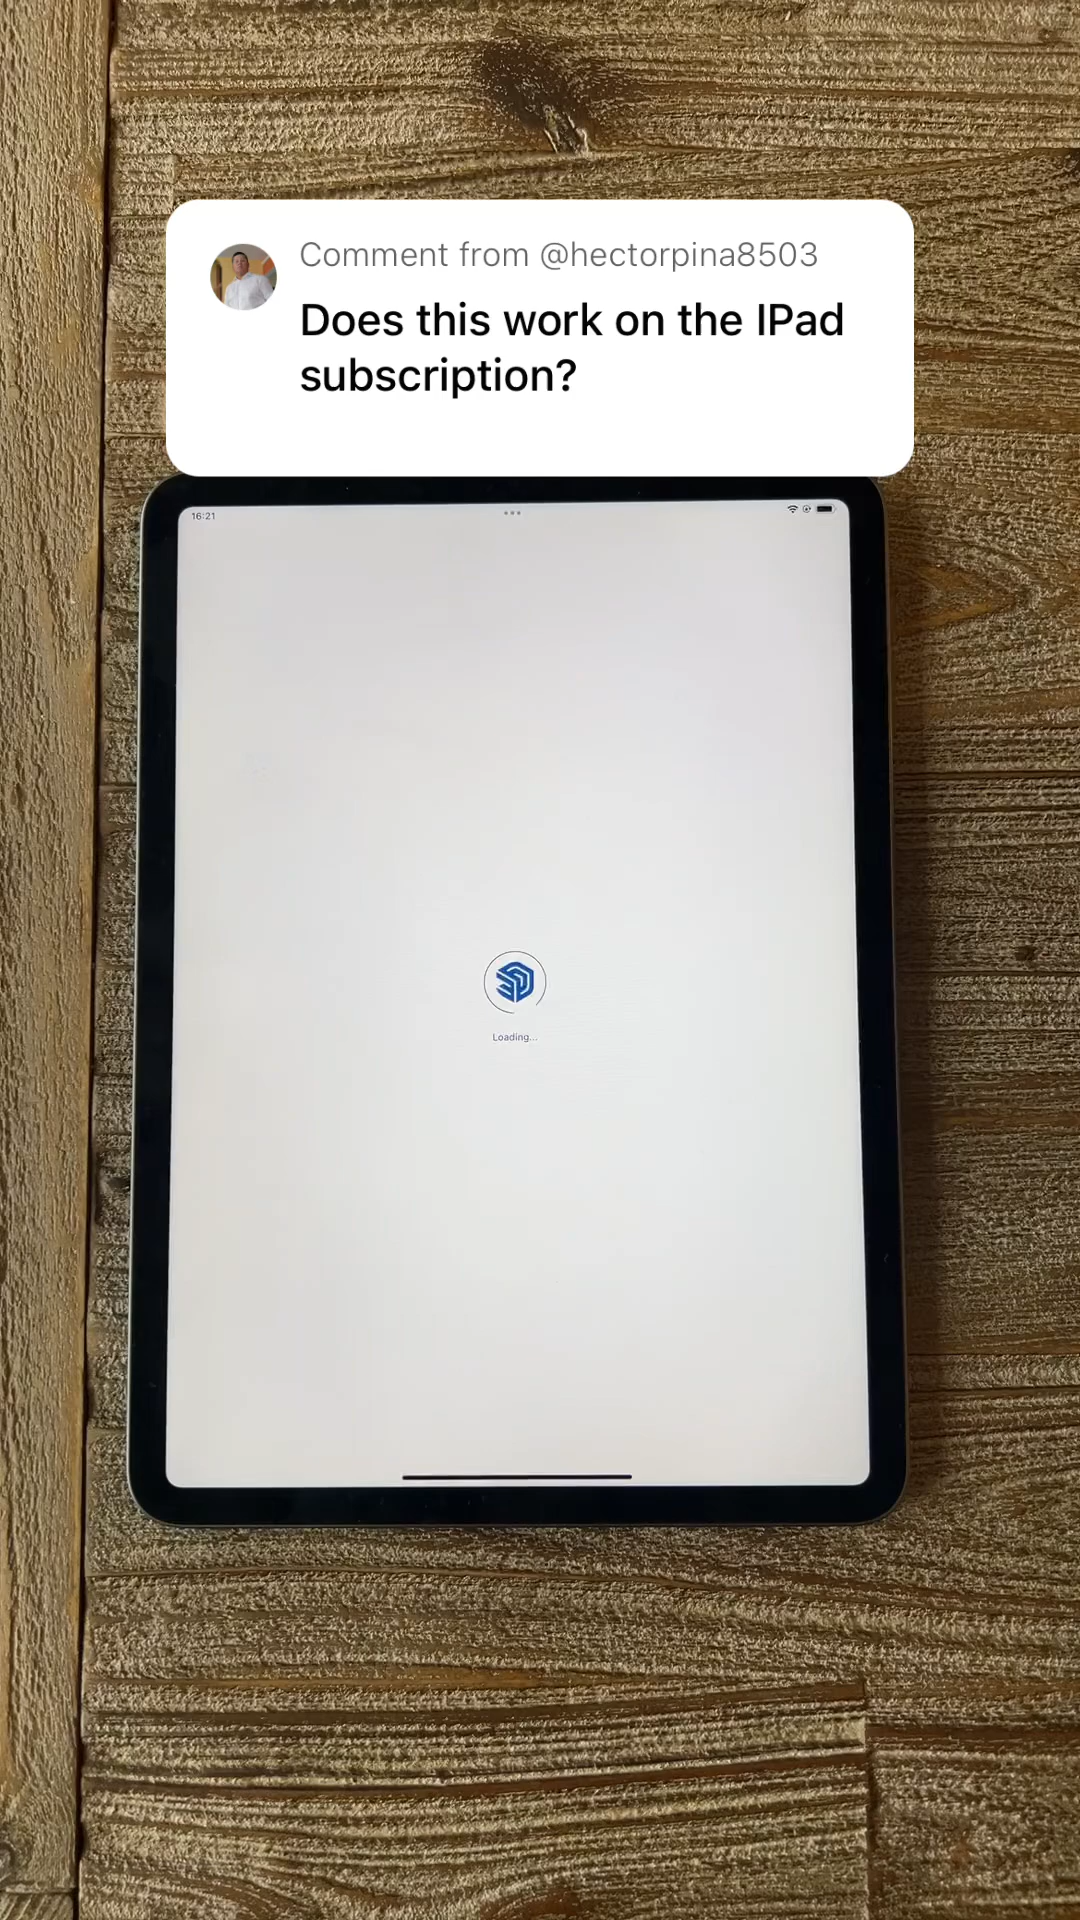 Comment from @hectorpina8503
Does this work on the IPad
subscription?
16:21
Loading...